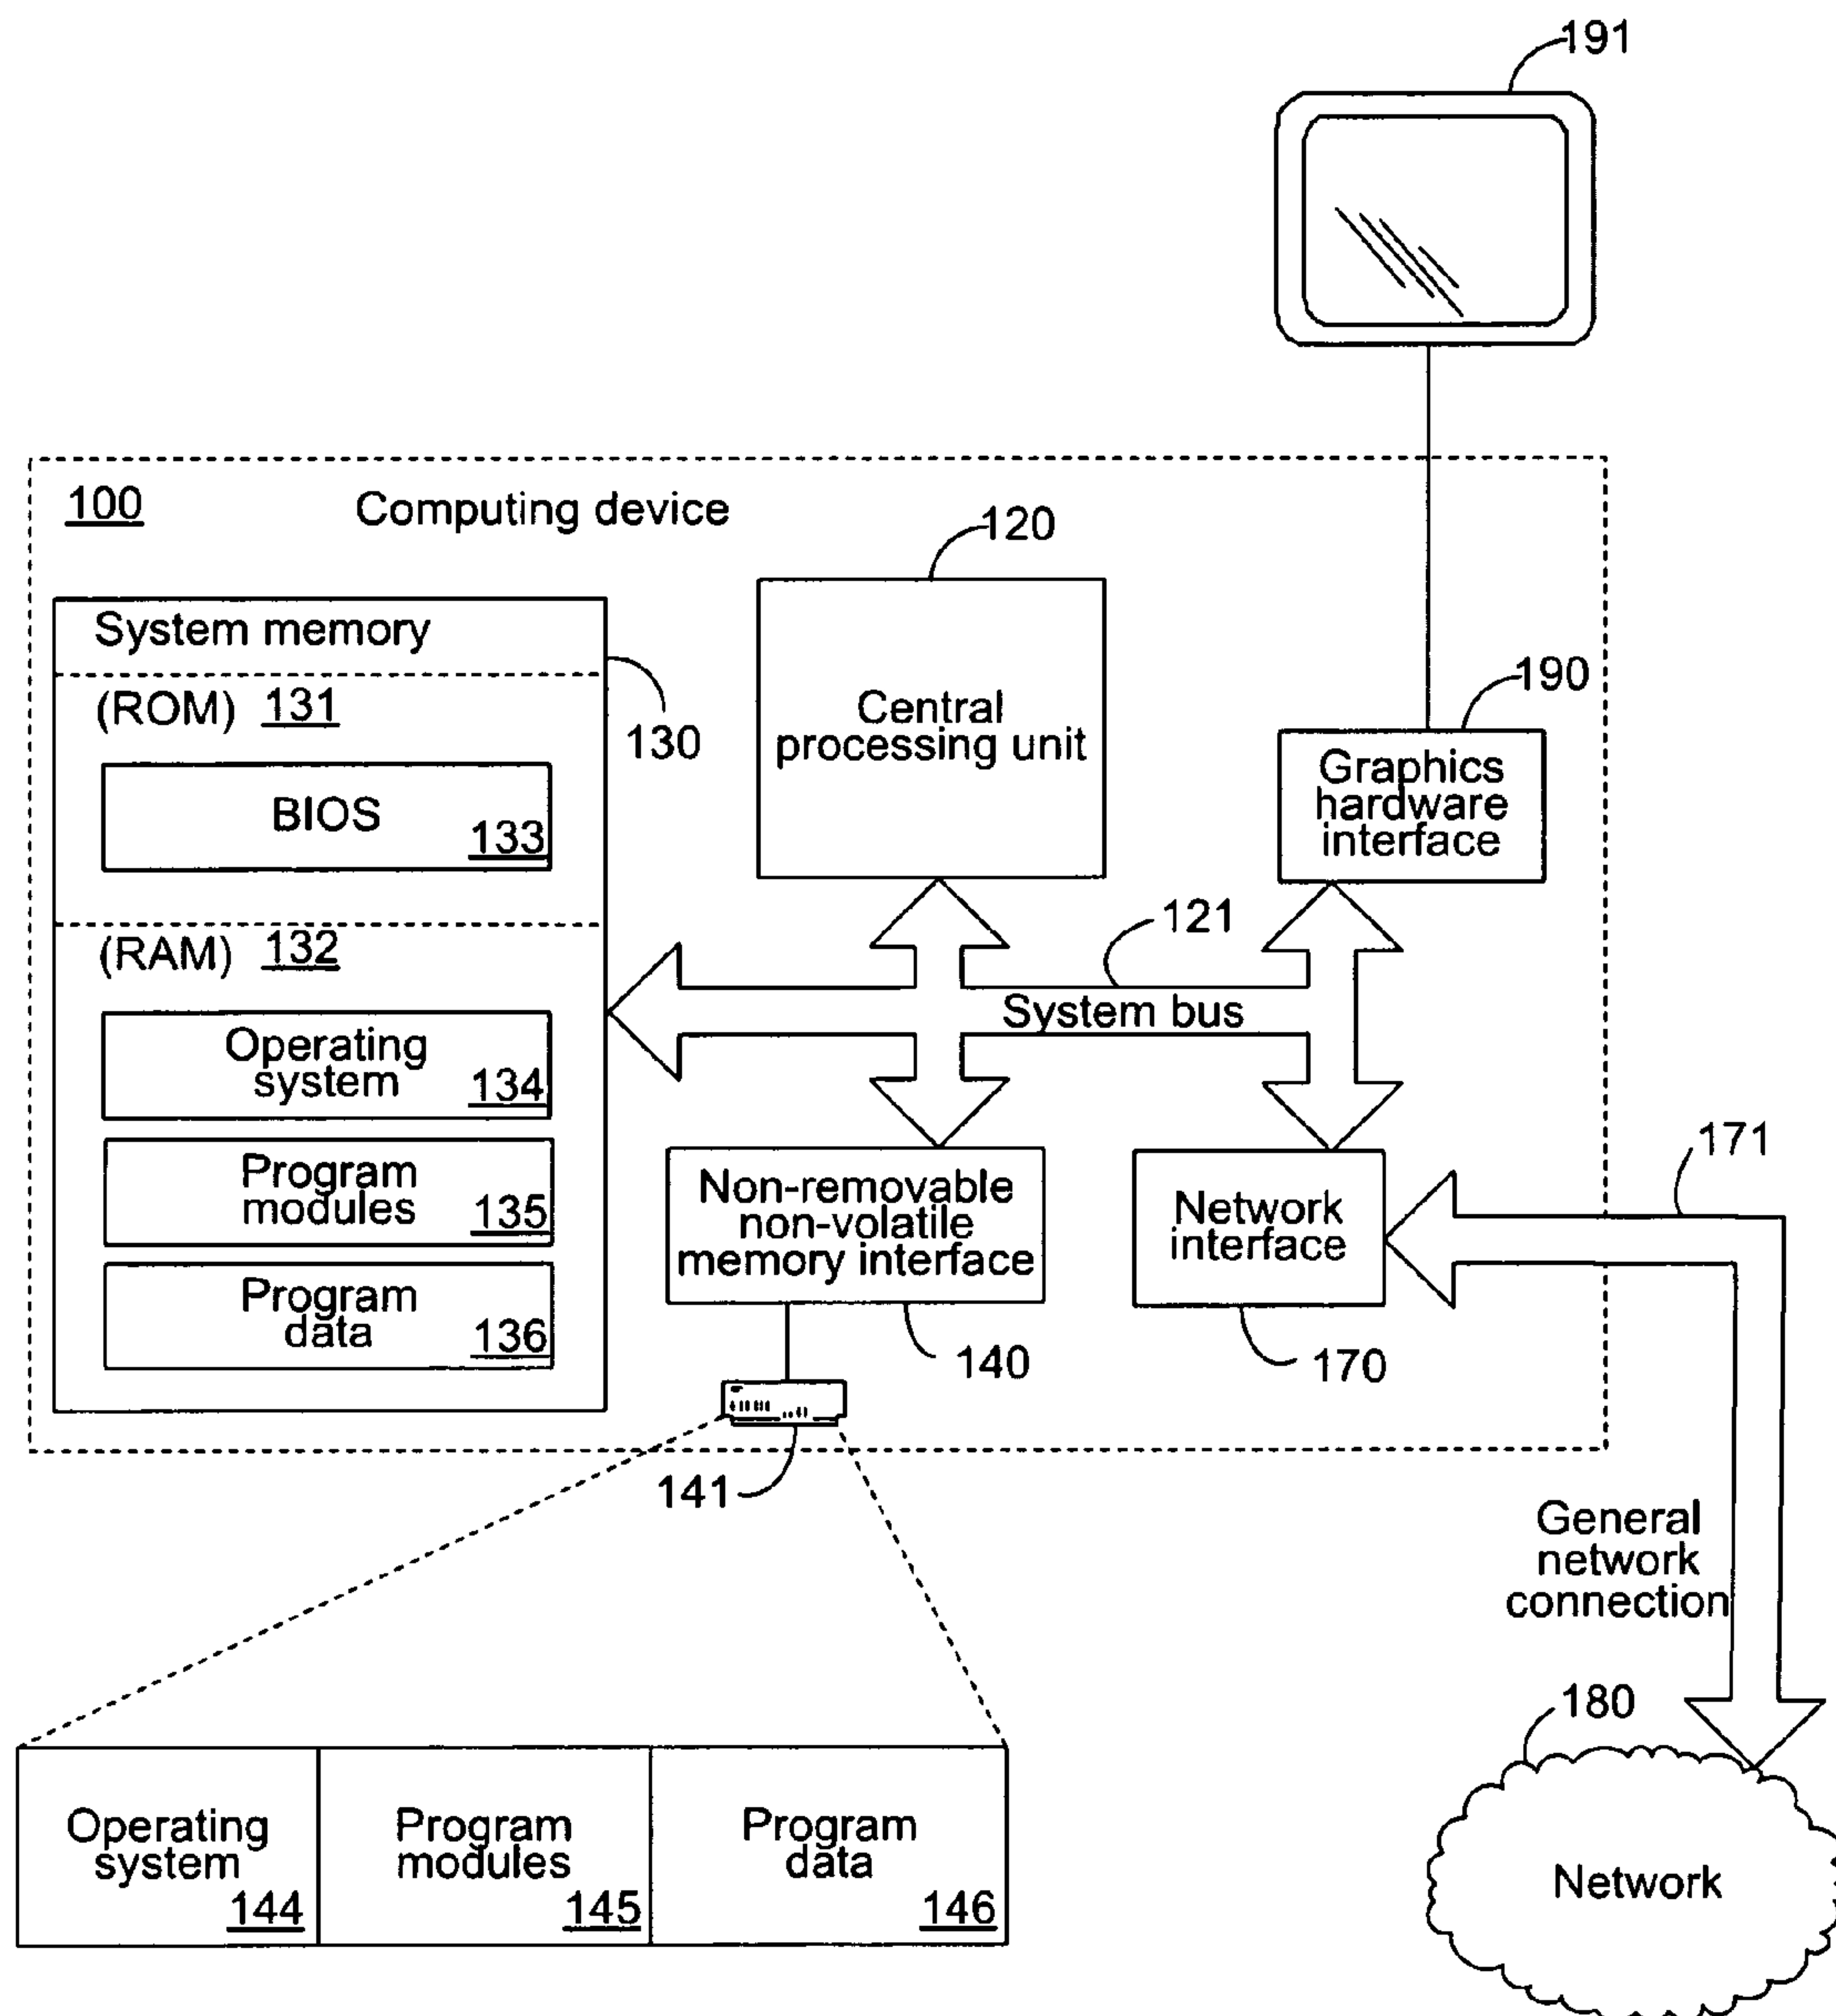 191
100
Computing device
120
System memory
(ROM) 131
130
BIOS
133
Central
processing unit
190
Graphics
hardware
interface
(RAM) 132
121
System bus
Operating
system
134
Program
modules
135
Program
data
136
Non-removable
non-volatile
memory interface
140
Network
interface
170
171
141
General
network
connection
180
Operating
system
144
Program
modules
145
Program
data
146
Network